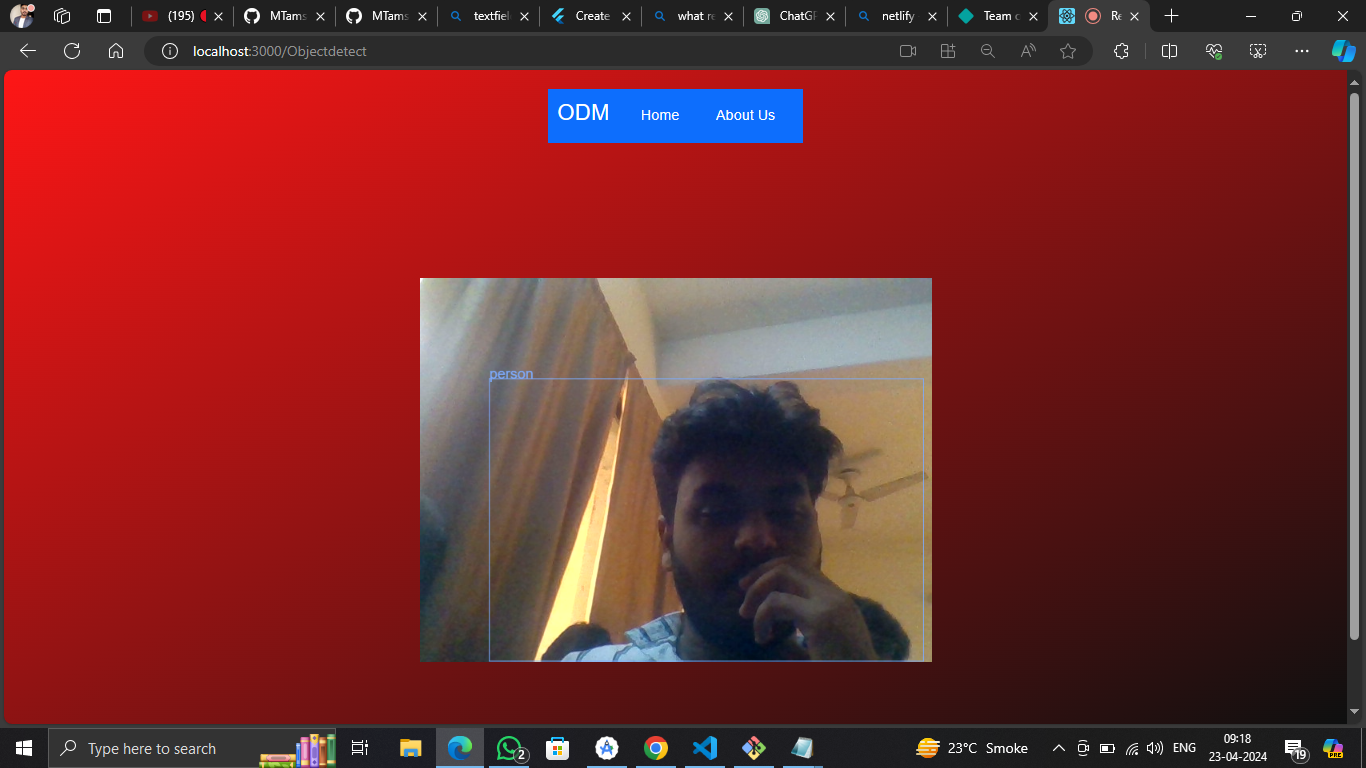 (195)
MTams
MTams
textfiel
Create
what re
ChatGP
netlify
Team o
Re
localhost:3000/Objectdetect
ODM Home About Us
person
Type here to search
2
23°C Smoke
ENG
09:18
23-04-2024
19
PRE